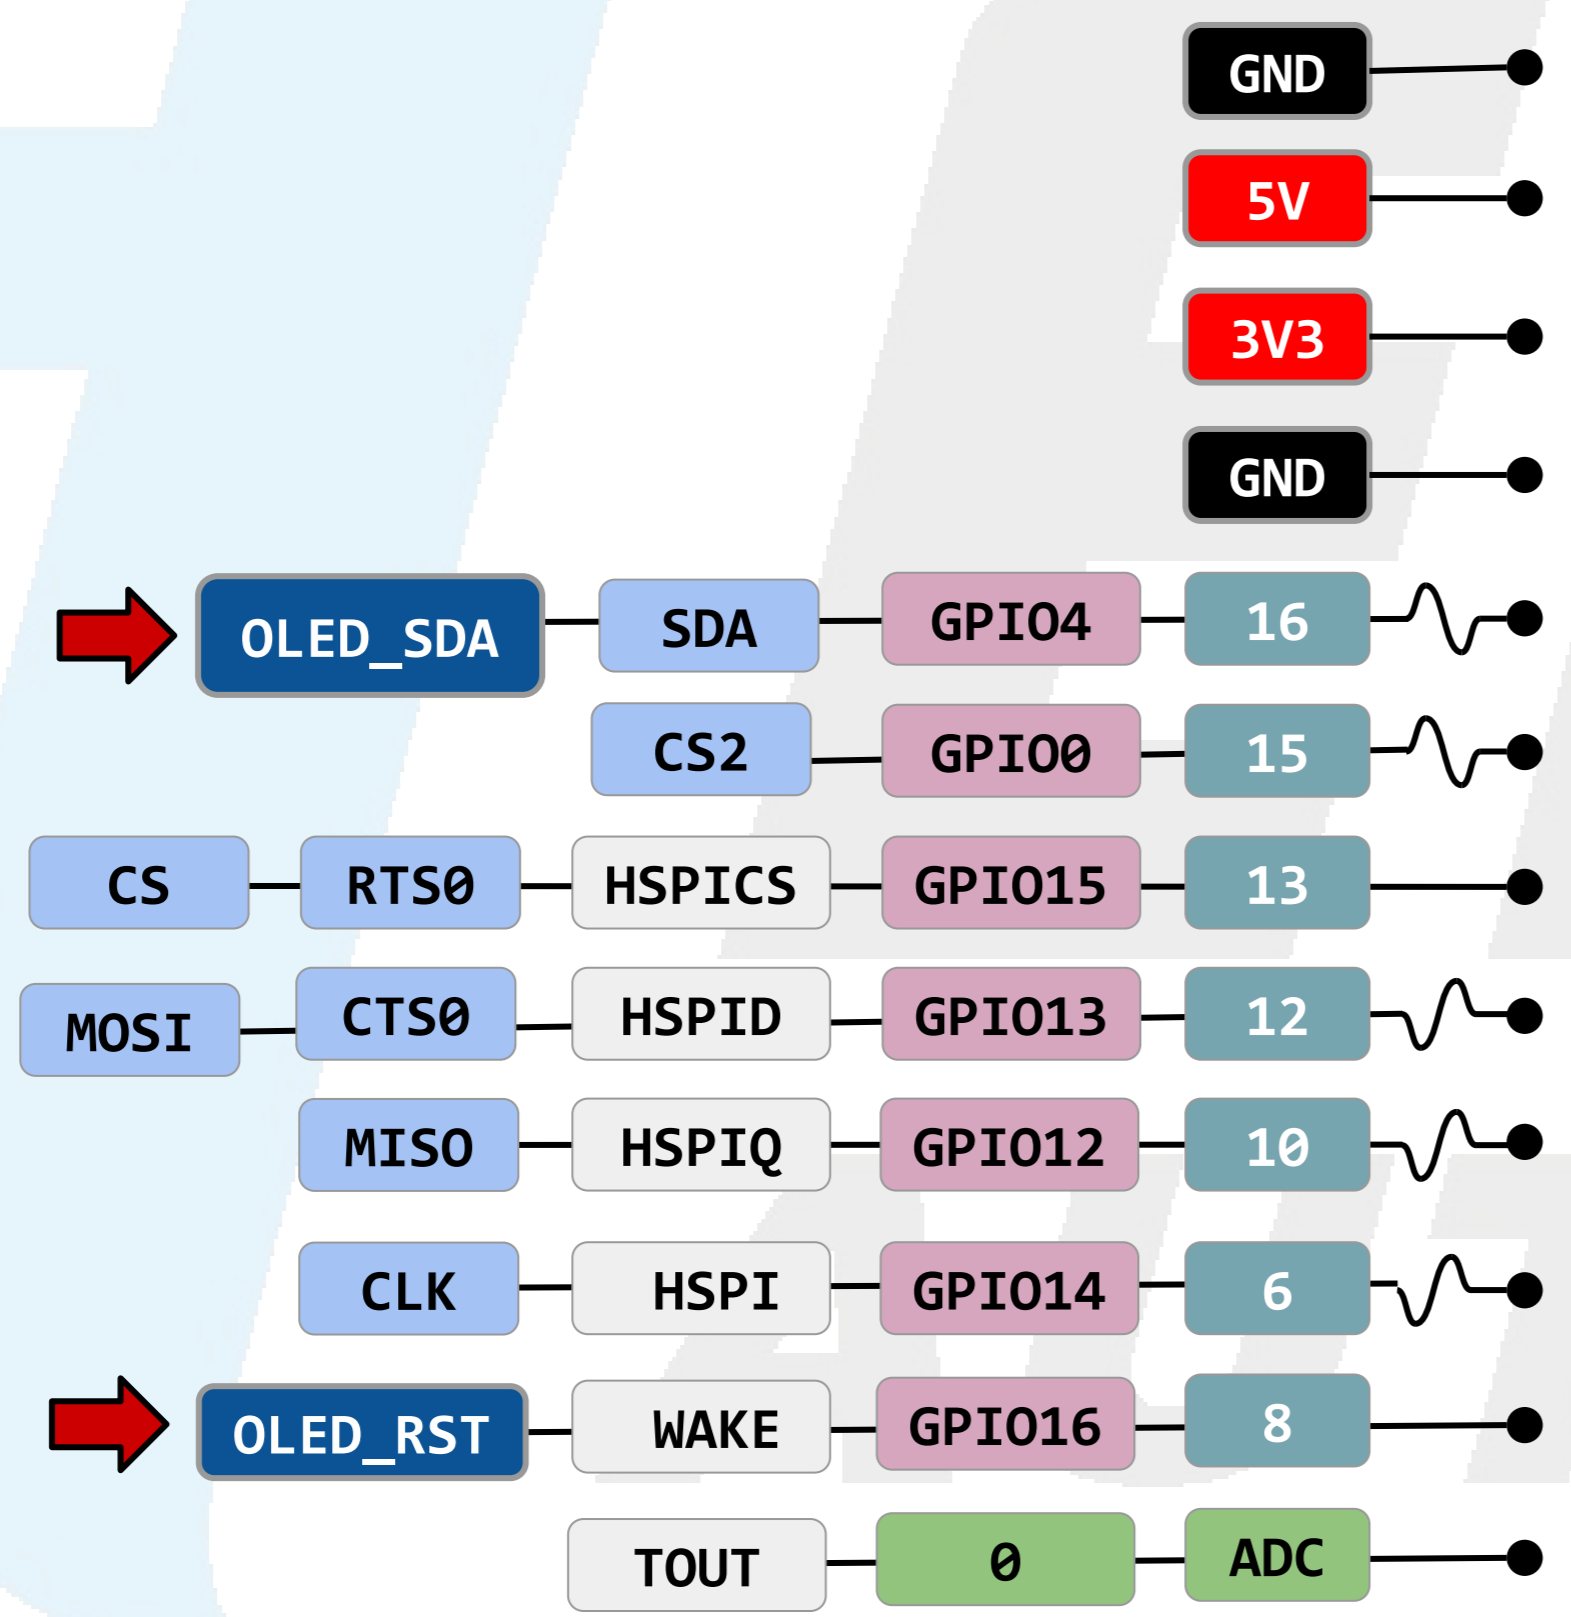 GND
5V
3V3
GND
OLED_SDA SDA GPIO4 16
CS2 GPIO0 15
CS RTS0 HSPICS GPIO15 13
MOSI CTS0 HSPID GPIO13 12
MISO HSPIQ GPIO12 10
CLK HSPI GPIO14 6
OLED_RST WAKE GPIO16 8
TOUT 0 ADC